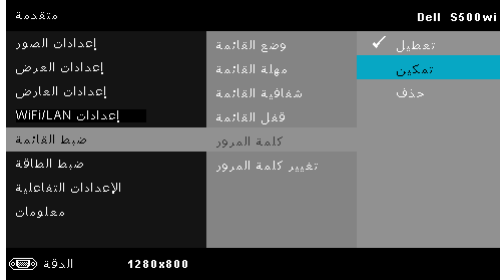 متقدمة
Dell S500wi
إعدادات الصور
إعدادات العرض
إعدادات العارض
إعدادات WiFi/LAN
ضبط القائمة
ضبط الطاقة
الإعدادات التفاعلية
معلومات
وضع القائمة
مهلة القائمة
شفافية القائمة
قفل القائمة
كلمة المرور
تغيير كلمة المرور
تعطيل
تمكين
حذف
الدقة 1280x800